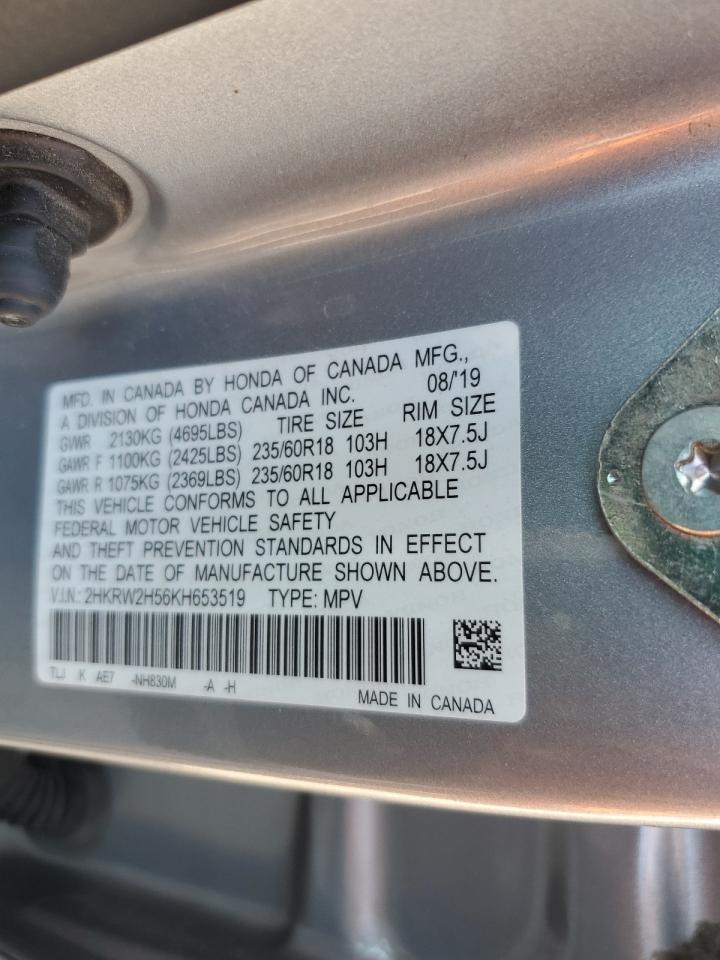 MFD. IN CANADA BY HONDA OF CANADA MFG.,
A DIVISION OF HONDA CANADA INC. 08/'19
GVWR 2130KG (4695LBS) TIRE SIZE RIM SIZE
GAWR F 1100KG (2425LBS) 235/60R18 103H 18X7.5J
GAWR R 1075KG (2369LBS) 235/60R18 103H 18X7.5J
THIS VEHICLE CONFORMS TO ALL APPLICABLE
FEDERAL MOTOR VEHICLE SAFETY
AND THEFT PREVENTION STANDARDS IN EFFECT
ON THE DATE OF MANUFACTURE SHOWN ABOVE.
V.I.N.: 2HKRW2H56KH653519 TYPE: MPV
TLJ K AE7 -NH830M -A -H
MADE IN CANADA